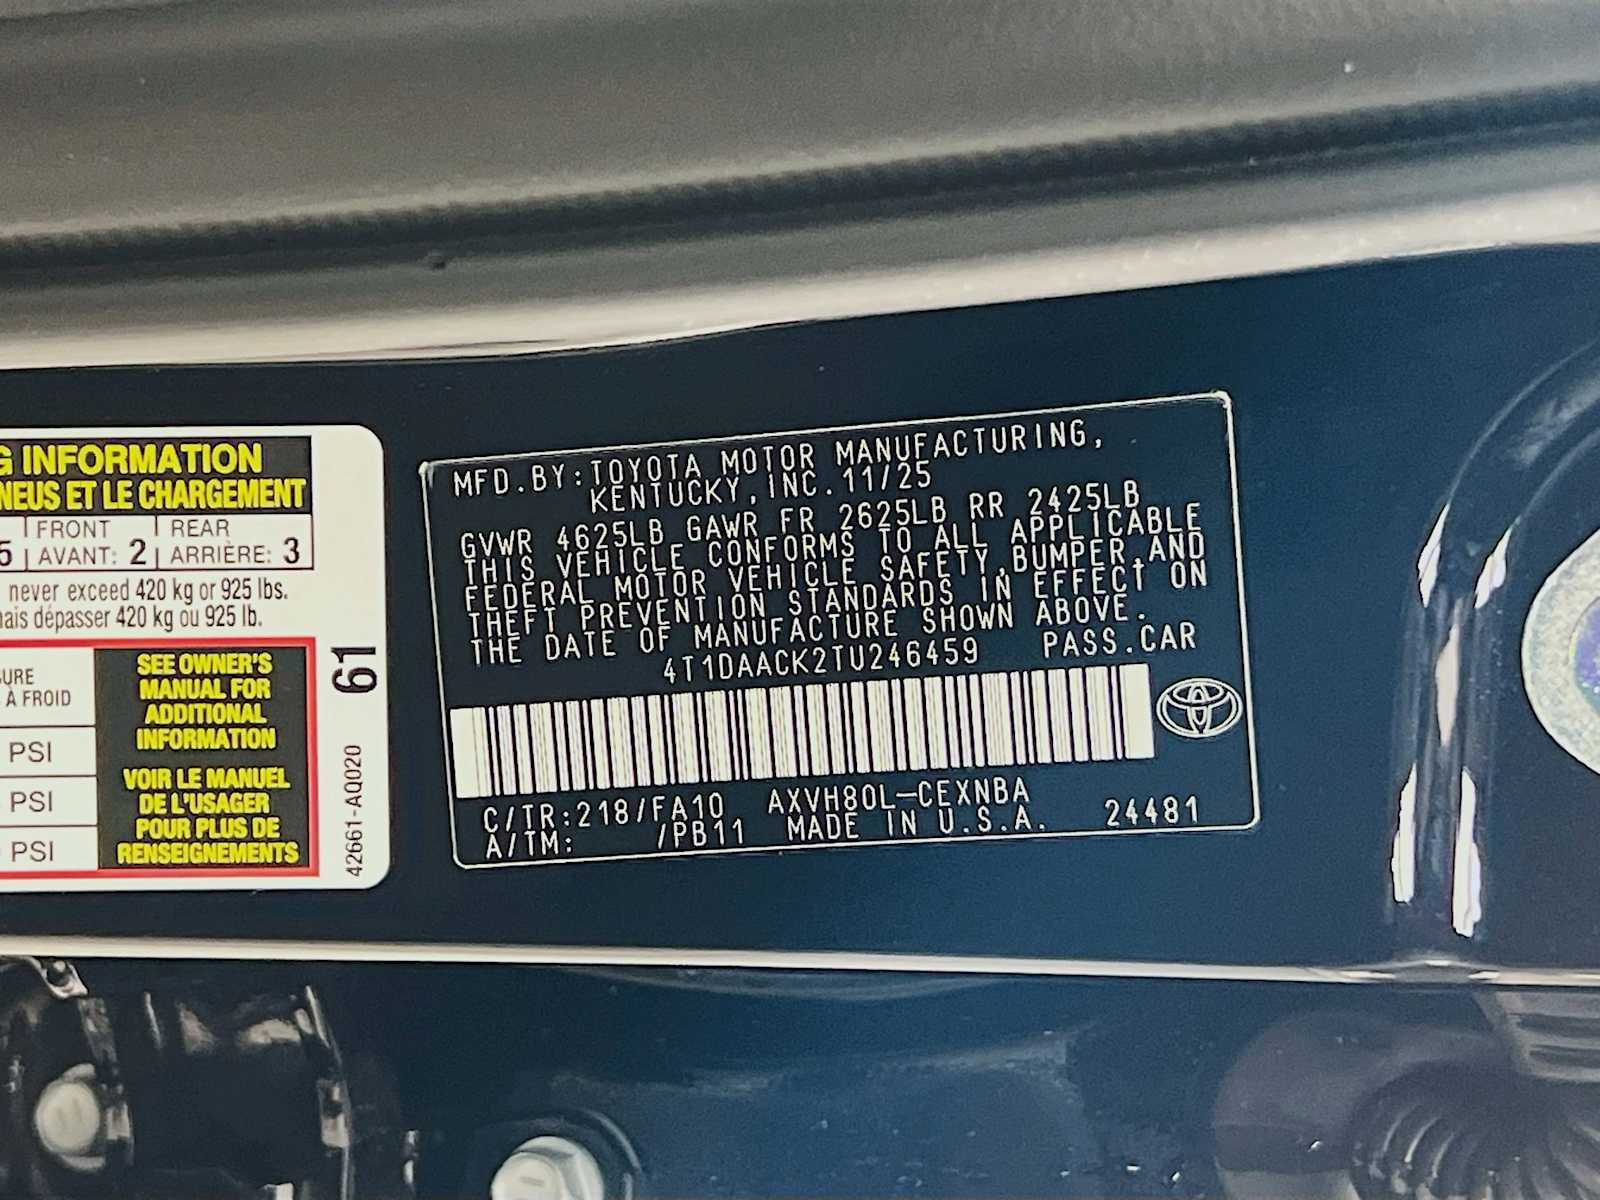 G INFORMATION
NEUS ET LE CHARGEMENT
5 FRONT AVANT: 2 REAR ARRIÈRE: 3
never exceed 420 kg or 925 lbs.
dépasser 420 kg ou 925 lb.
À FROID
PSI
PSI
PSI
SEE OWNER'S
MANUAL FOR
ADDITIONAL
INFORMATION
VOIR LE MANUEL
DE L'USAGER
POUR PLUS DE
RENSEIGNEMENTS
61
42661-AQ020
MFD.BY:TOYOTA MOTOR MANUFACTURING,
KENTUCKY,INC.11/25
GVWR 4625LB GAWR FR 2625LB RR 2425LB
THIS VEHICLE CONFORMS TO ALL APPLICABLE
FEDERAL MOTOR VEHICLE SAFETY,BUMPER,AND
THEFT PREVENTION STANDARDS IN EFFECT ON
THE DATE OF MANUFACTURE SHOWN ABOVE.
4T1DAACK2TU246459 PASS.CAR
C/TR:218/FA10 AXVH80L-CEXNBA
A/TM: /PB11 MADE IN U.S.A. 24481